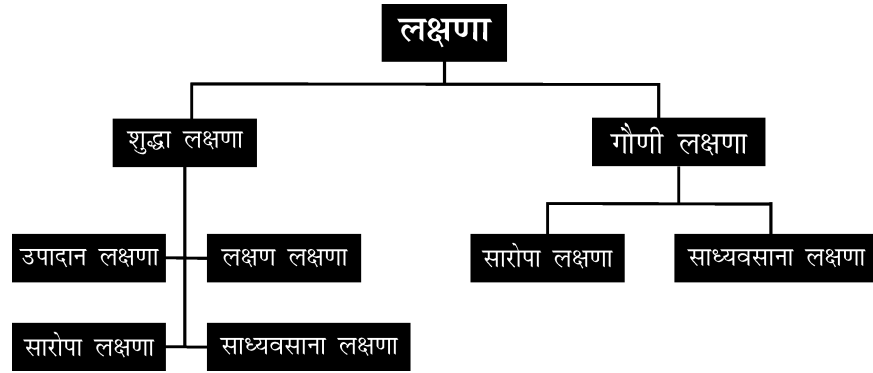 लक्षणा
शुद्धा लक्षणा
गौणी लक्षणा
उपादान लक्षणा
लक्षण लक्षणा
सारोपा लक्षणा
साध्यवसाना लक्षणा
सारोपा लक्षणा
साध्यवसाना लक्षणा